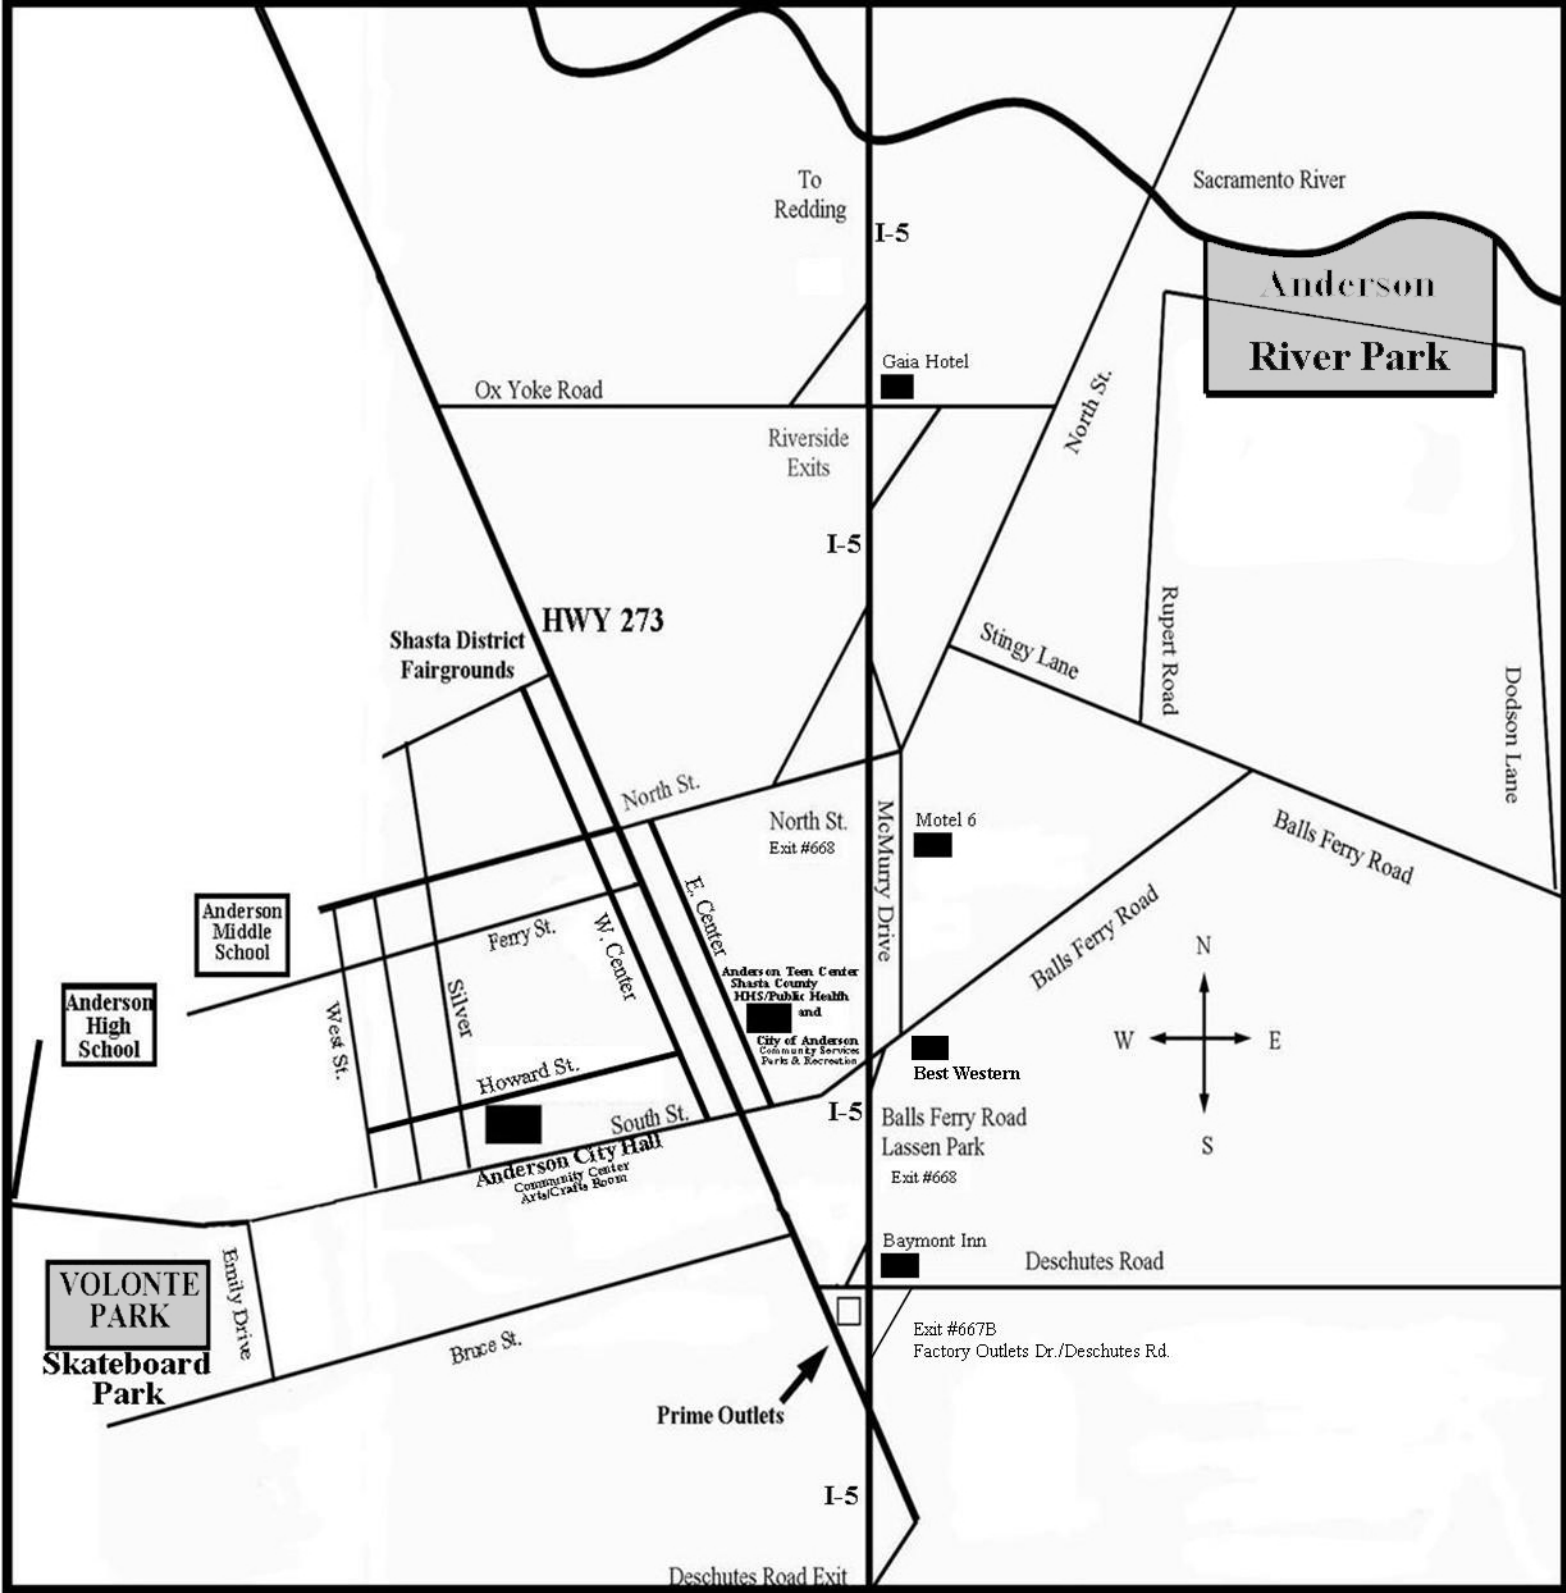 Sacramento River
To
Redding
I-5
Anderson
River Park
Gaia Hotel
Ox Yoke Road
North St.
Riverside
Exits
I-5
HWY 273
Shasta District
Fairgrounds
Stingy Lane
Rupert Road
Dodson Lane
North St.
North St.
Exit #668
McMurry Drive
Motel 6
Balls Ferry Road
Anderson
Middle
School
Ferry St.
W. Center
E. Center
Balls Ferry Road
Anderson Teen Center
Shasta County
HHS/Public Health
and
City of Anderson
Community Services
Parks & Recreation
Anderson
High
School
West St.
Silver
Howard St.
South St.
Anderson City Hall
Community Center
Arts/Crafts Room
N
W
E
S
Best Western
I-5
Balls Ferry Road
Lassen Park
Exit #668
Baymont Inn
Deschutes Road
VOLONTE
PARK
Skateboard
Park
Emily Drive
Bruce St.
Exit #667B
Factory Outlets Dr./Deschutes Rd.
Prime Outlets
I-5
Deschutes Road Exit